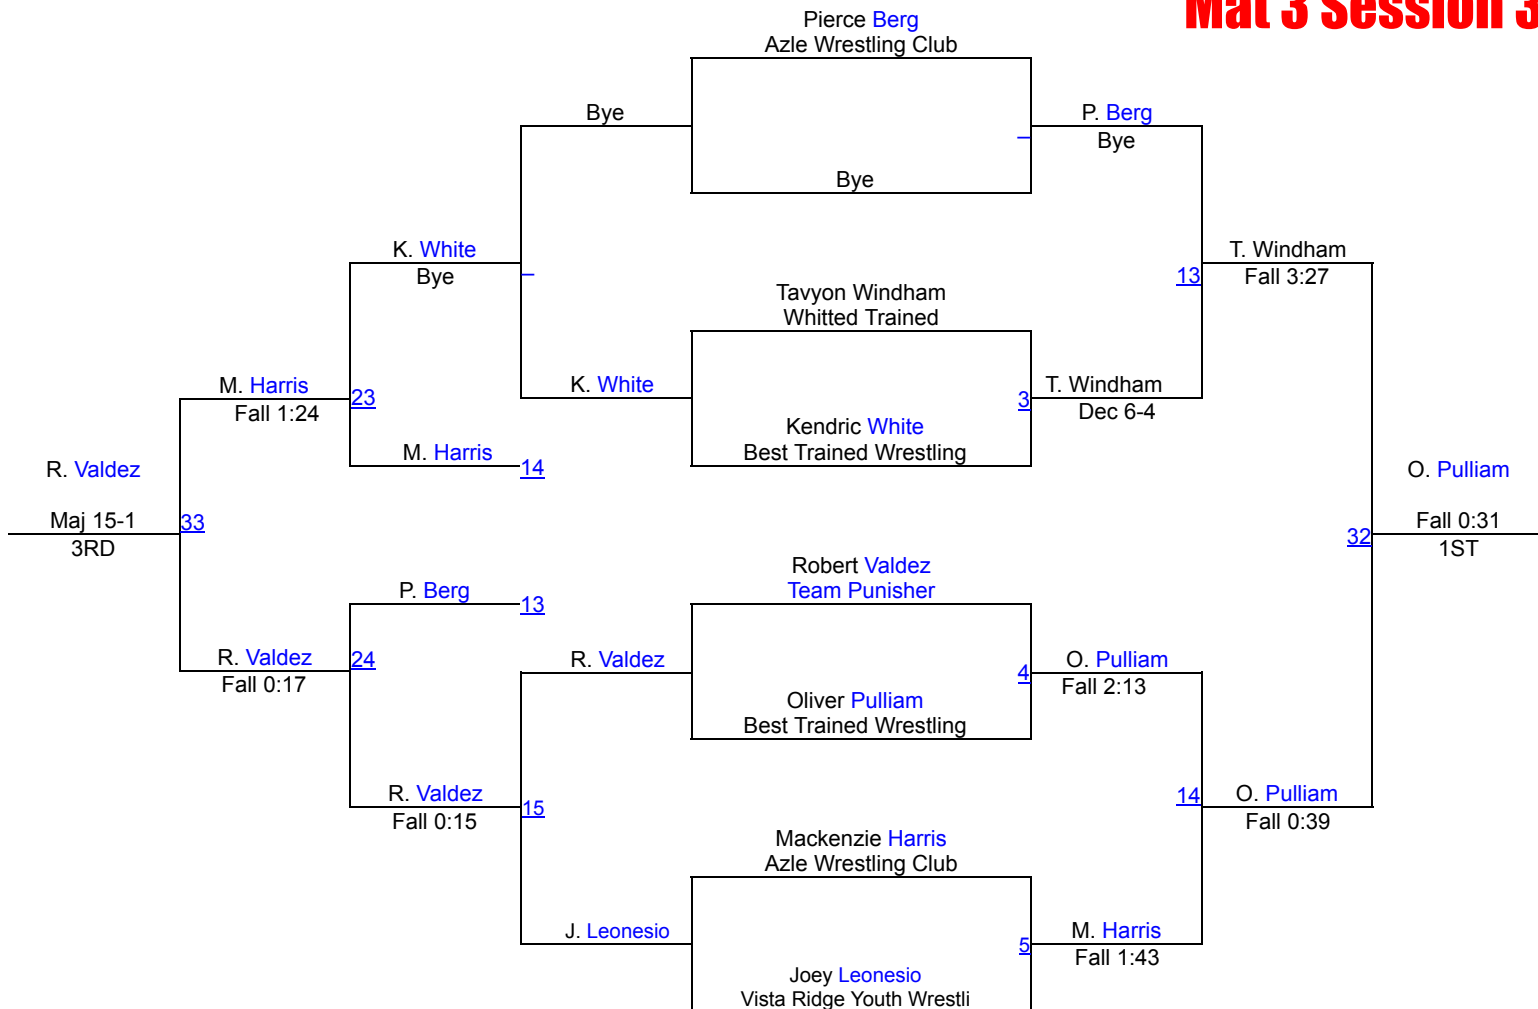 Mat 3 Session 3
Pierce Berg
Azle Wrestling Club
Bye
P. Berg
Bye
Bye
K. White
Bye
T. Windham
Fall 3:27
13
Tavyon Windham
Whitted Trained
M. Harris
Fall 1:24
23
K. White
3
T. Windham
Dec 6-4
Kendric White
Best Trained Wrestling
M. Harris
14
R. Valdez
Maj 15-1
3RD
33
O. Pulliam
Fall 0:31
1ST
32
Robert Valdez
Team Punisher
P. Berg
13
R. Valdez
Fall 0:17
24
R. Valdez
4
O. Pulliam
Fall 2:13
Oliver Pulliam
Best Trained Wrestling
R. Valdez
Fall 0:15
15
14
O. Pulliam
Fall 0:39
Mackenzie Harris
Azle Wrestling Club
J. Leonesio
5
M. Harris
Fall 1:43
Joey Leonesio
Vista Ridge Youth Wrestli